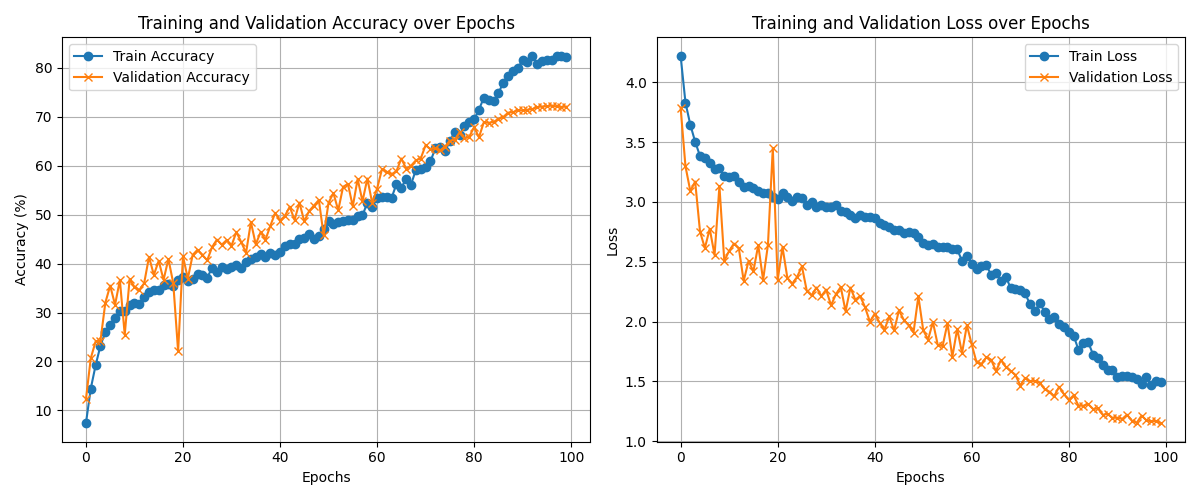 Training and Validation Accuracy over Epochs
Train Accuracy
Validation Accuracy
Accuracy (%)
80
70
60
50
40
30
20
10
0 20 40 60 80 100
Epochs
Training and Validation Loss over Epochs
Train Loss
Validation Loss
Loss
4.0
3.5
3.0
2.5
2.0
1.5
1.0
0 20 40 60 80 100
Epochs